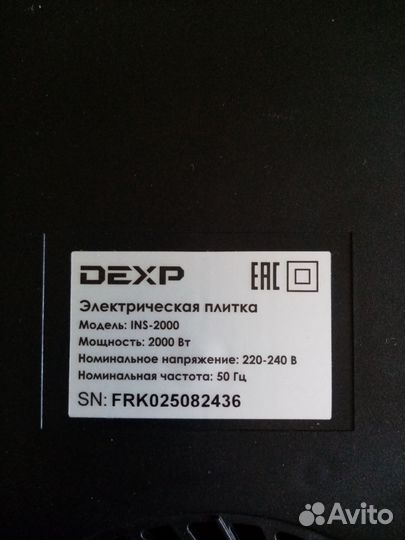 DEXP
EAC
Электрическая плитка
Модель: INS-2000
Мощность: 2000 Вт
Номинальное напряжение: 220-240 В
Номинальная частота: 50 Гц
SN: FRK025082436
Avito